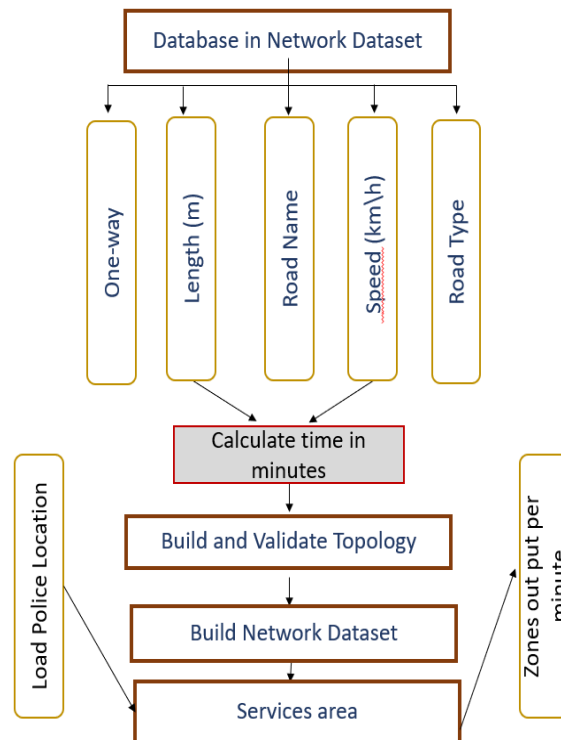 Database in Network Dataset
One-way
Length (m)
Road Name
Speed (km\h)
Road Type
Calculate time in
minutes
Build and Validate Topology
Build Network Dataset
Services area
Load Police Location
Zones out put per
minute